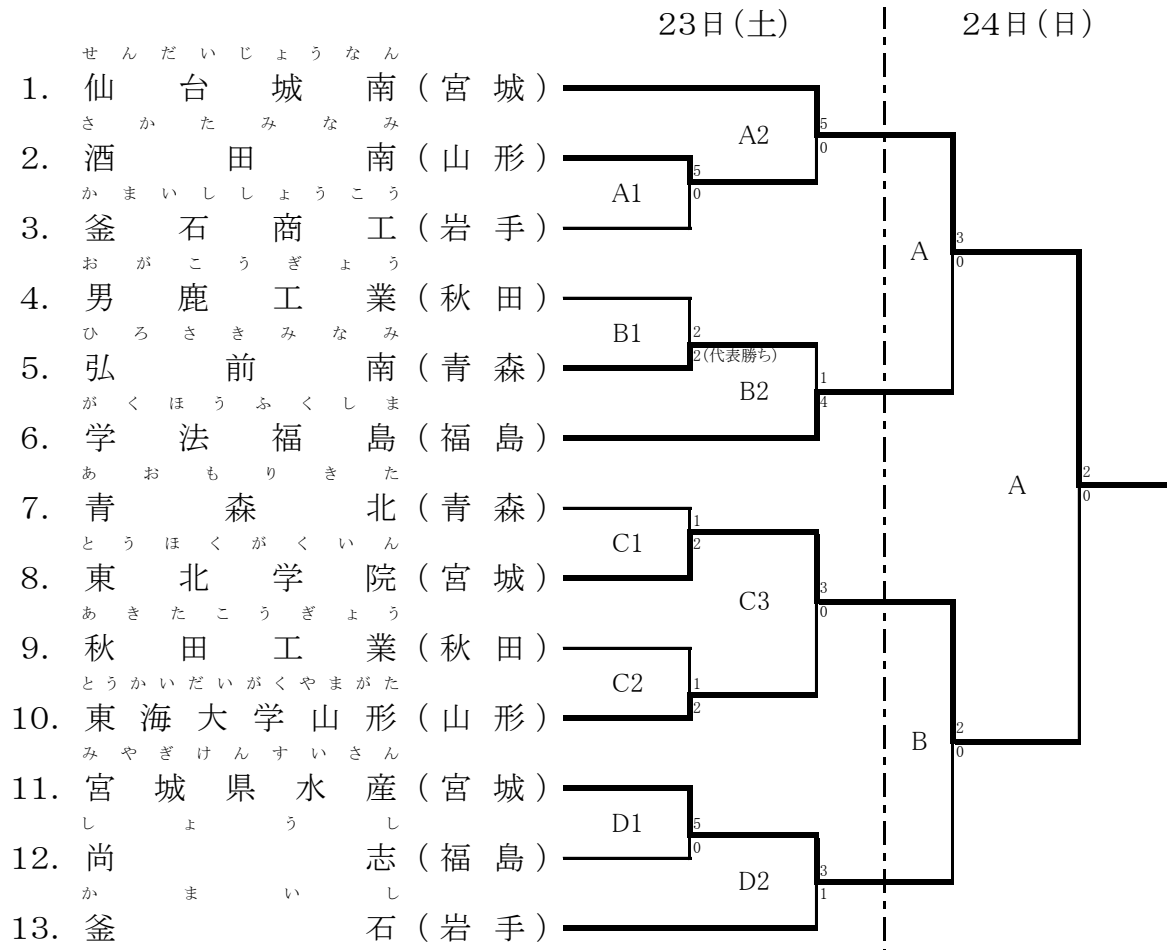 23日(土) 24日(日)
せんだいじょうなん
1. 仙台城南(宮城)
さかたみなみ
2. 酒田南(山形)
かまいししょうこう
3. 釜石商工(岩手)
おがこうぎょう
4. 男鹿工業(秋田)
ひろさきみなみ
5. 弘前南(青森)
がくほうふくしま
6. 学法福島(福島)
あおもりきた
7. 青森北(青森)
とうほくがくいん
8. 東北学院(宮城)
あきたこうぎょう
9. 秋田工業(秋田)
とうかいだいがくやまがた
10. 東海大学山形(山形)
みやぎけんすいさん
11. 宮城県水産(宮城)
しょうし
12. 尚志(福島)
かまいし
13. 釜石(岩手)
A1
5
0
B1
2
2(代表勝ち)
C1
1
2
C2
1
2
D1
5
0
A2
5
0
B2
1
4
C3
3
0
D2
3
1
A
3
0
B
2
0
A
2
0